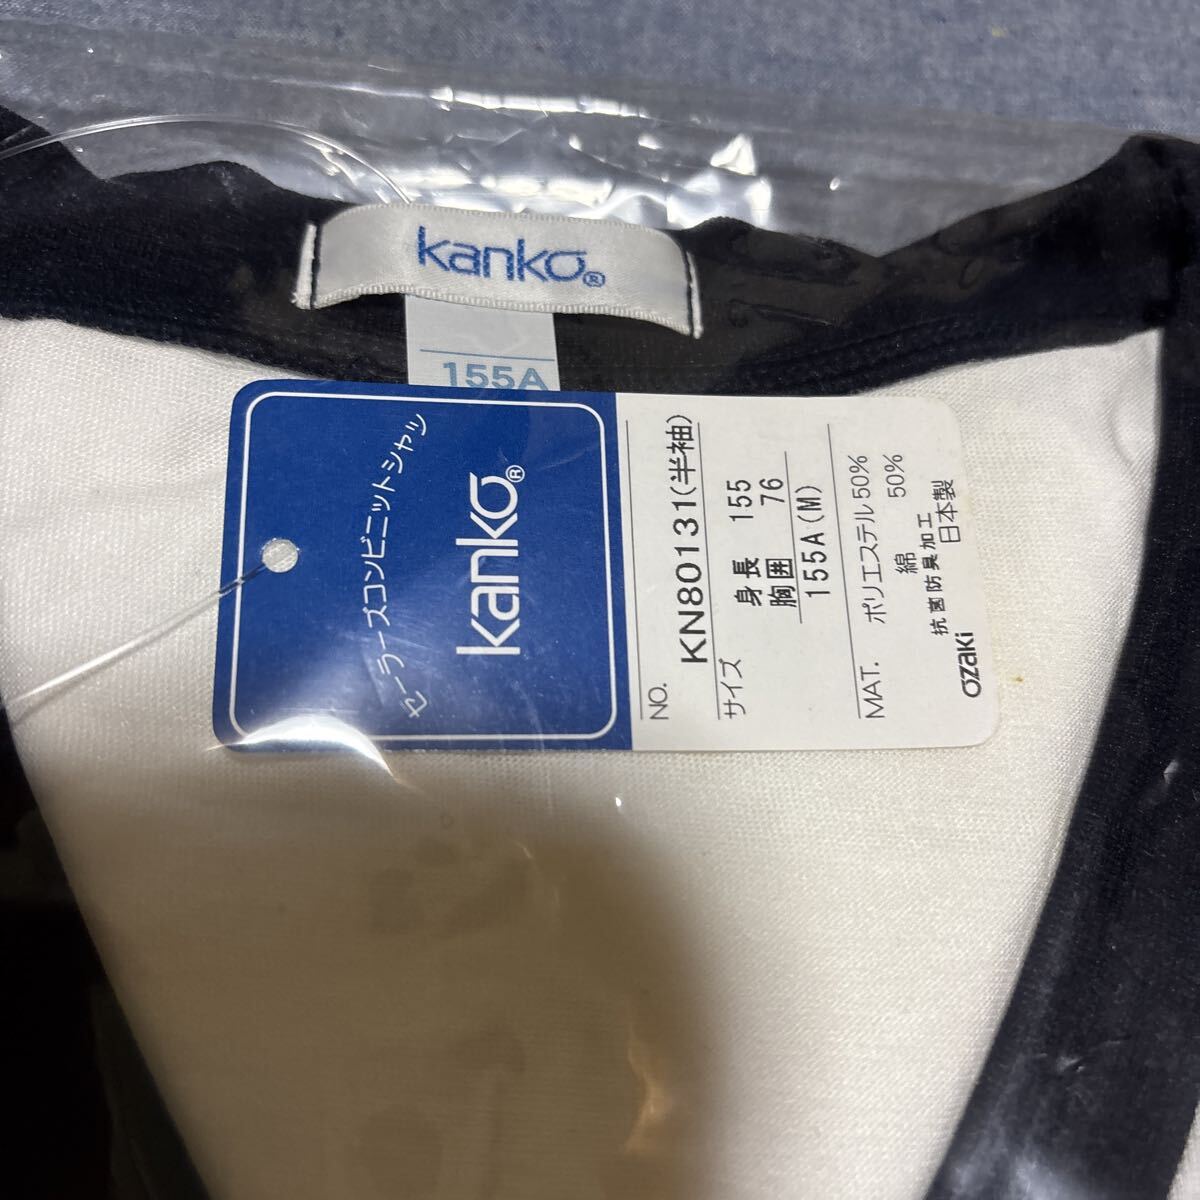 kanko®
155A
セーラーズコンビニットシャツ
kanko®
NO. KN80131(半袖)
サイズ 身長 155
胸囲 76
155A(M)
MAT. ポリエステル50%
綿 50%
抗菌防臭加工
日本製
OZAKI